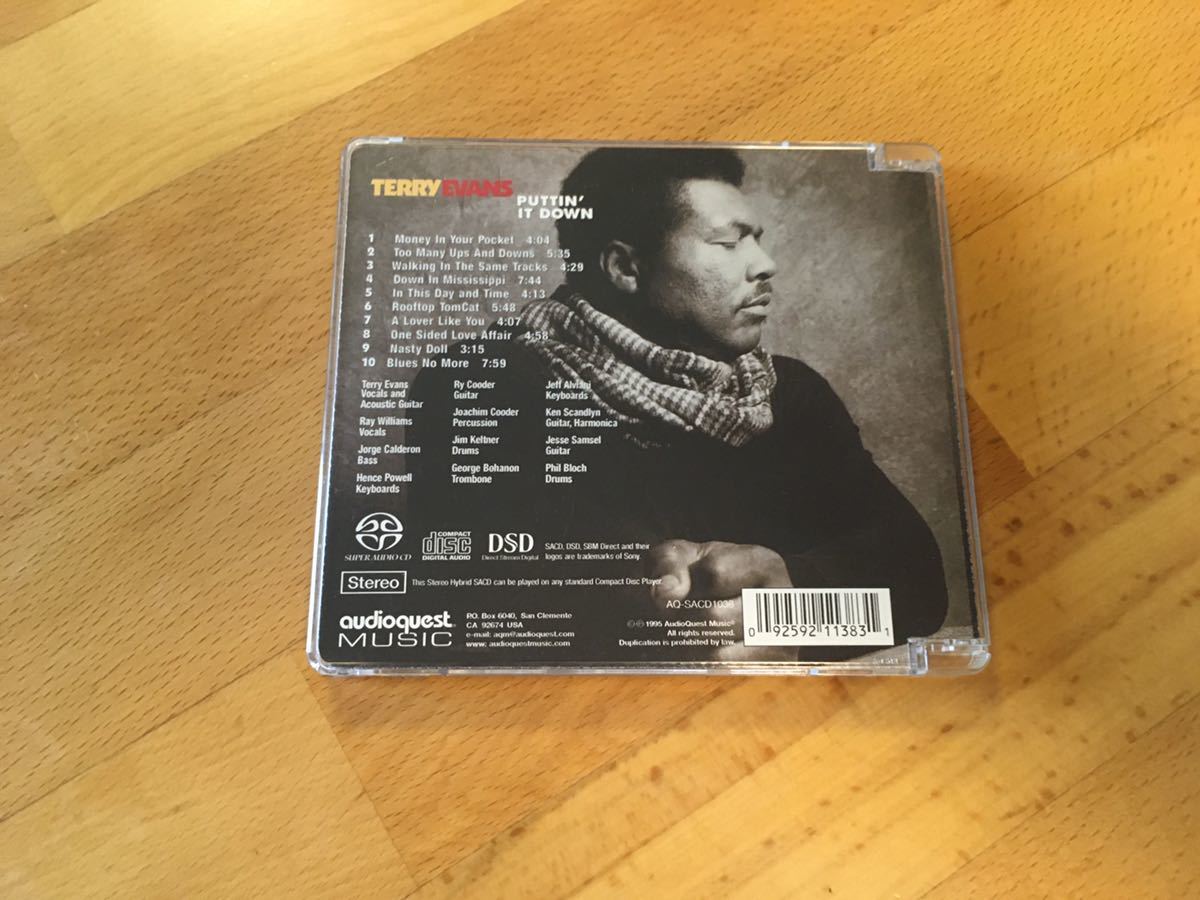 TERRY EVANS
PUTTIN'
IT DOWN
1 Money In Your Pocket 4:04
2 Too Many Ups And Downs 5:35
3 Walking In The Same Tracks 4:29
4 Down In Mississippi 7:44
5 In This Day and Time 4:13
6 Rooftop TomCat 5:48
7 A Lover Like You 4:07
8 One Sided Love Affair 4:58
9 Nasty Doll 3:15
10 Blues No More 7:59
Terry Evans
Vocals and
Acoustic Guitar
Ray Williams
Vocals
Jorge Calderon
Bass
Hence Powell
Keyboards
Ry Cooder
Guitar
Joachim Cooder
Percussion
Jim Keltner
Drums
George Bohanon
Trombone
Jeff Alviani
Keyboards
Ken Scandlyn
Guitar, Harmonica
Jesse Samsel
Guitar
Phil Bloch
Drums
SUPER AUDIO CD
COMPACT
disc
DIGITAL AUDIO
DSD
Direct Stream Digital
SACD, DSD, SBM Direct and their
logos are trademarks of Sony.
Stereo
This Stereo Hybrid SACD can be played on any standard Compact Disc Player.
audioquest®
MUSIC
P.O. Box 6040, San Clemente
CA 92674 USA
e-mail: aqm@audioquest.com
www: audioquestmusic.com
AQ-SACD1038
©℗1995 AudioQuest Music®
All rights reserved.
Duplication is prohibited by law.
0 92592 11383 1